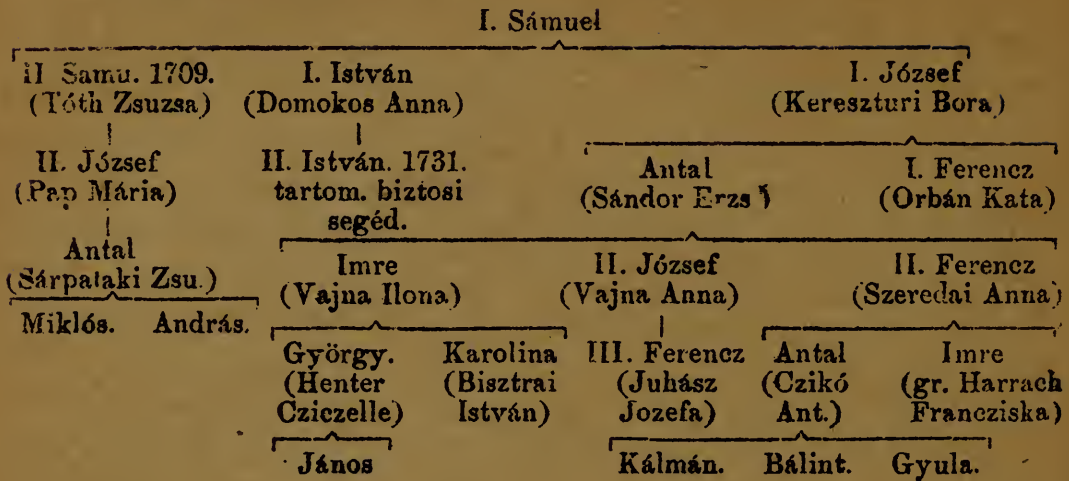 I. Sámuel
II Samu. 1709. I. István I. József
(Tóth Zsuzsa) (Domokos Anna) (Kereszturi Bora)
II. József II. István. 1731. Antal I. Ferencz
(Pap Mária) tartom. biztosi (Sándor Erzs (Orbán Kata)
segéd.
Antal Imre II. József II. Ferencz
(Sárpataki Zsu.) (Vajna Ilona) (Vajna Anna) (Szeredai Anna)
Miklós. András. György. Karolina III. Ferencz Antal Imre
(Henter (Bisztrai (Juhász (Czikó (gr. Harrach
Cziczelle) István) Jozefa) Ant.) Francziska)
János Kálmán. Bálint. Gyula.